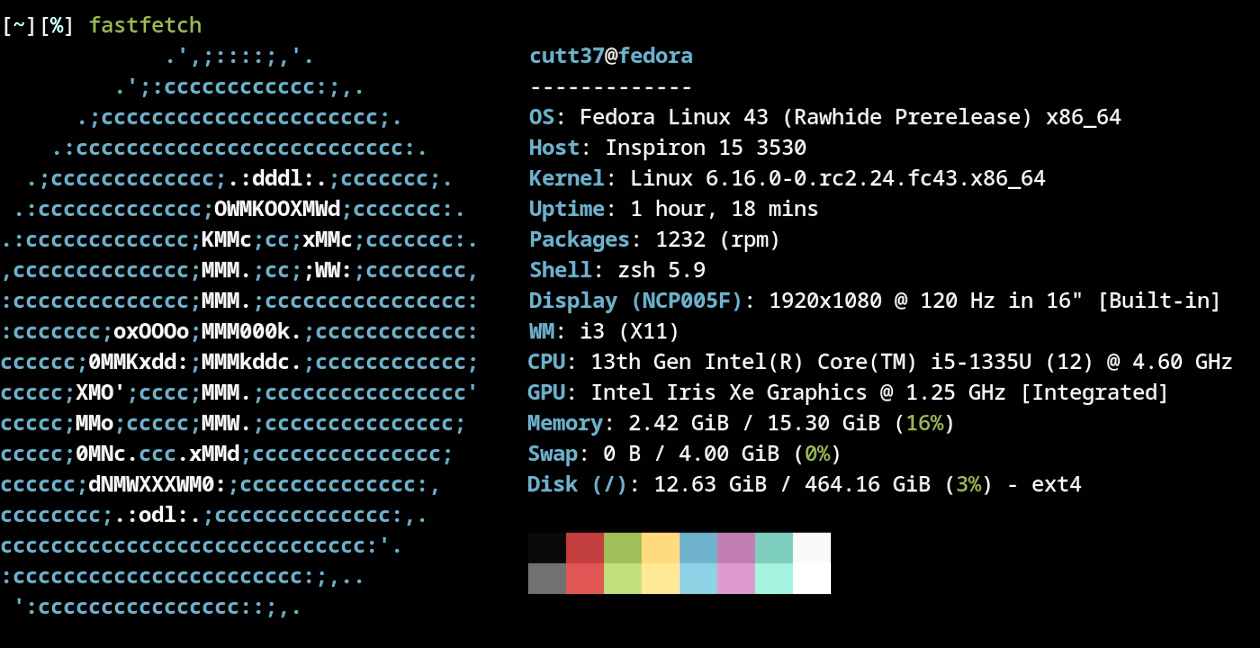 [~][%] fastfetch
             .',;::::;,'.                 cutt37@fedora
         .';:cccccccccccc:;,.             -------------
      .;cccccccccccccccccccccc;.          OS: Fedora Linux 43 (Rawhide Prerelease) x86_64
    .:cccccccccccccccccccccccccc:.        Host: Inspiron 15 3530
  .;ccccccccccccc;.:dddl:.;ccccccc;.      Kernel: Linux 6.16.0-0.rc2.24.fc43.x86_64
 .:ccccccccccccc;OWMKOOXMWd;ccccccc:.     Uptime: 1 hour, 18 mins
.:ccccccccccccc;KMMc;cc;xMMc;ccccccc:.    Packages: 1232 (rpm)
,cccccccccccccc;MMM.;cc;;WW:;cccccccc,    Shell: zsh 5.9
:cccccccccccccc;MMM.;cccccccccccccccc:    Display (NCP005F): 1920x1080 @ 120 Hz in 16" [Built-in]
:ccccccc;oxOOOo;MMM000k.;cccccccccccc:    WM: i3 (X11)
cccccc;0MMKxdd:;MMMkddc.;cccccccccccc;    CPU: 13th Gen Intel(R) Core(TM) i5-1335U (12) @ 4.60 GHz
ccccc;XMO';cccc;MMM.;cccccccccccccccc'    GPU: Intel Iris Xe Graphics @ 1.25 GHz [Integrated]
ccccc;MMo;ccccc;MMW.;ccccccccccccccc;     Memory: 2.42 GiB / 15.30 GiB (16%)
ccccc;0MNc.ccc.xMMd;ccccccccccccccc;      Swap: 0 B / 4.00 GiB (0%)
cccccc;dNMWXXXWM0:;cccccccccccccc:,       Disk (/): 12.63 GiB / 464.16 GiB (3%) - ext4
cccccccc;.:odl:.;cccccccccccccc:,.
ccccccccccccccccccccccccccccc:'.
:ccccccccccccccccccccccc:;,..
 ':cccccccccccccccc::;,.